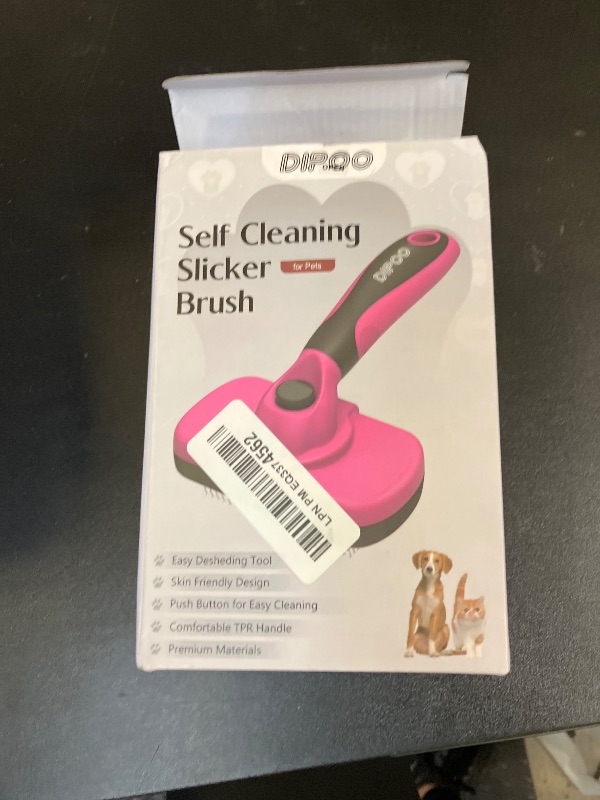 DIPOO
OPEN
Self Cleaning
Slicker for Pets
Brush
DIPOO
LPN PM EQ3374562
Easy Desheding Tool
Skin Friendly Design
Push Button for Easy Cleaning
Comfortable TPR Handle
Premium Materials